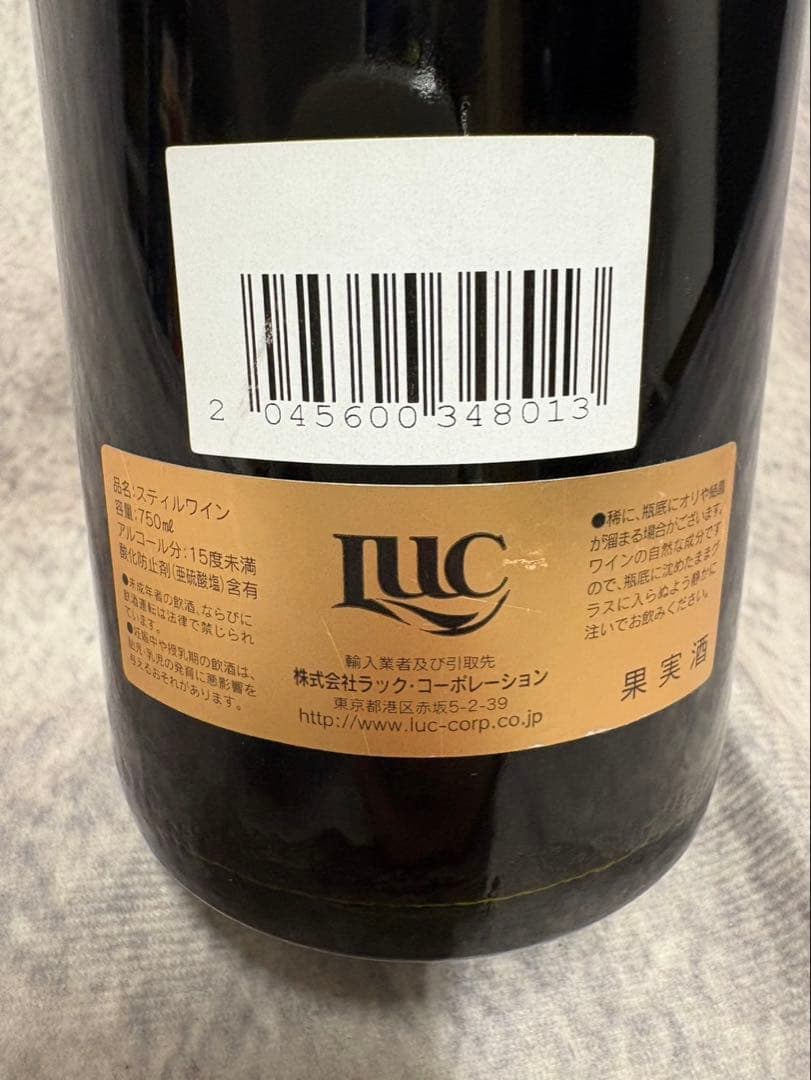 2 045600 348013
品名:スティルワイン
容量:750㎖
アルコール分:15度未満
酸化防止剤(亜硫酸塩)含有
●未成年者の飲酒、ならびに
飲酒運転は法律で禁じられ
ています。
●妊娠中や授乳期の飲酒は、
胎児・乳児の発育に悪影響を
与えるおそれがあります。
LUC
輸入業者及び引取先
株式会社ラック・コーポレーション
東京都港区赤坂5-2-39
http://www.luc-corp.co.jp
●稀に、瓶底にオリや結晶
が溜まる場合がございます。
ワインの自然な成分です
ので、瓶底に沈めたままグ
ラスに入らぬよう静かに
注いでお飲みください。
果実酒